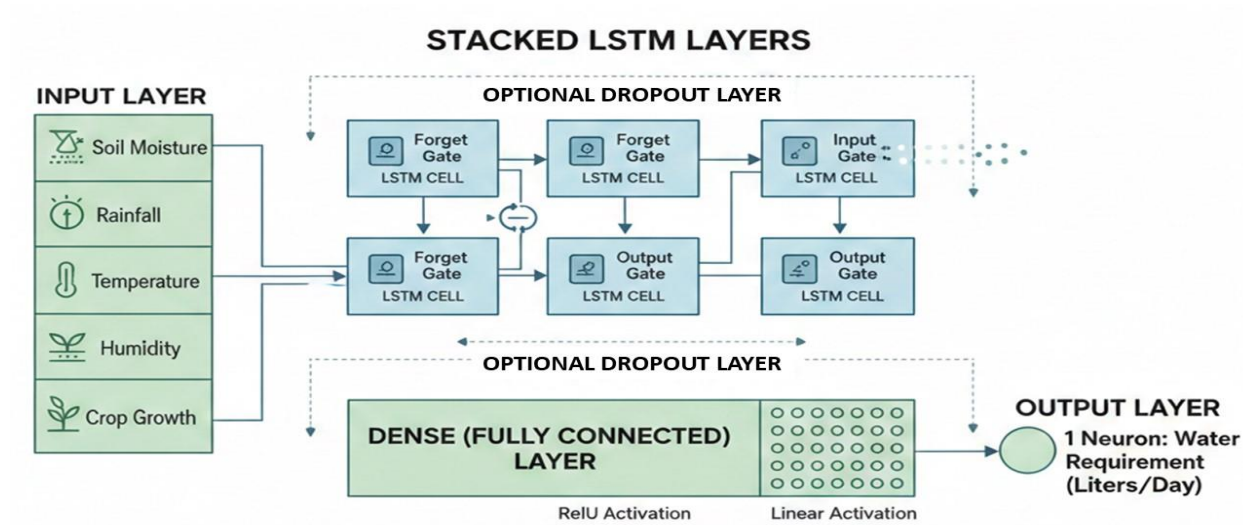 STACKED LSTM LAYERS
INPUT LAYER
OPTIONAL DROPOUT LAYER
Soil Moisture
Rainfall
Temperature
Humidity
Crop Growth
Forget
Gate
LSTM CELL
Forget
Gate
LSTM CELL
Input
Gate
LSTM CELL
Forget
Gate
LSTM CELL
Output
Gate
LSTM CELL
Output
Gate
LSTM CELL
OPTIONAL DROPOUT LAYER
DENSE (FULLY CONNECTED)
LAYER
RelU Activation
Linear Activation
OUTPUT LAYER
1 Neuron: Water
Requirement
(Liters/Day)